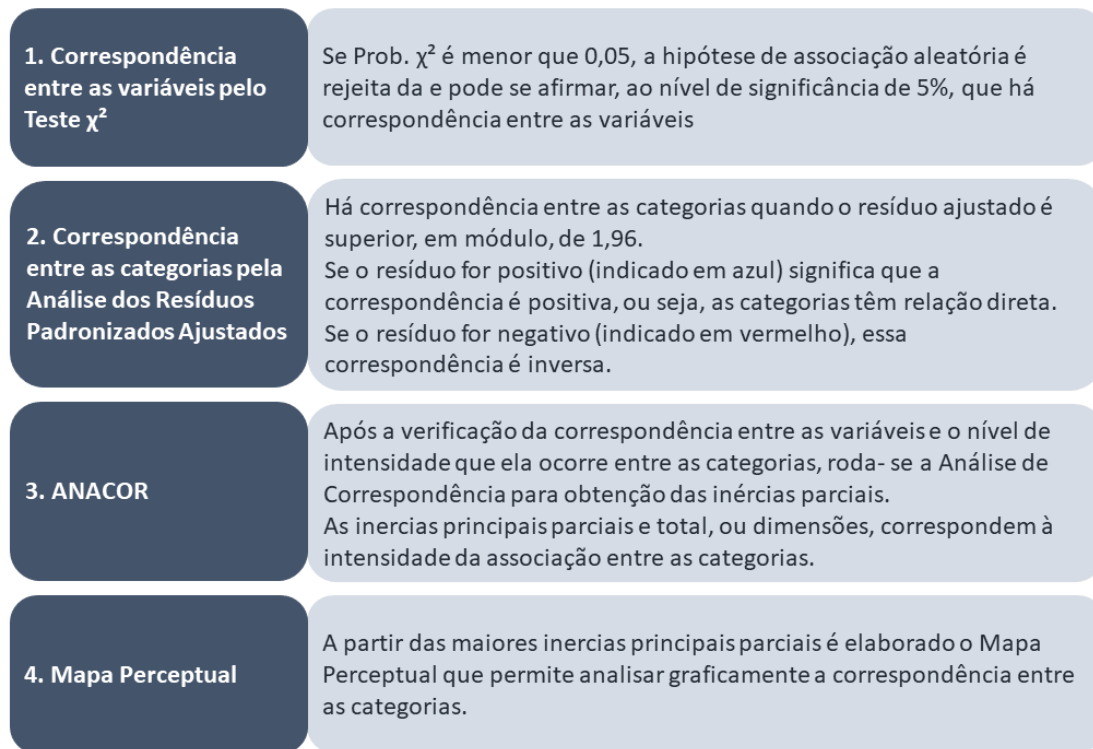 1. Correspondência
entre as variáveis pelo
Teste χ²
Se Prob. χ² é menor que 0,05, a hipótese de associação aleatória é
rejeita da e pode se afirmar, ao nível de significância de 5%, que há
correspondência entre as variáveis
2. Correspondência
entre as categorias pela
Análise dos Resíduos
Padronizados Ajustados
Há correspondência entre as categorias quando o resíduo ajustado é
superior, em módulo, de 1,96.
Se o resíduo for positivo (indicado em azul) significa que a
correspondência é positiva, ou seja, as categorias têm relação direta.
Se o resíduo for negativo (indicado em vermelho), essa
correspondência é inversa.
3. ANACOR
Após a verificação da correspondência entre as variáveis e o nível de
intensidade que ela ocorre entre as categorias, roda- se a Análise de
Correspondência para obtenção das inércias parciais.
As inercias principais parciais e total, ou dimensões, correspondem à
intensidade da associação entre as categorias.
4. Mapa Perceptual
A partir das maiores inercias principais parciais é elaborado o Mapa
Perceptual que permite analisar graficamente a correspondência entre
as categorias.